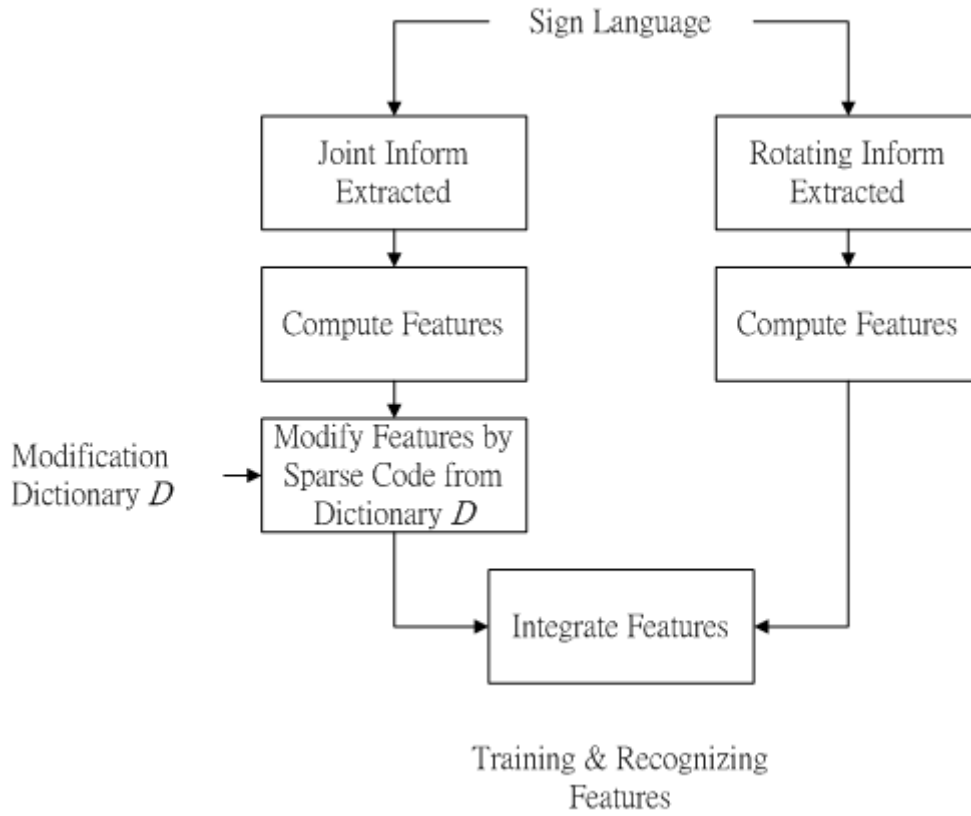 Sign Language
Joint Inform
Extracted
Rotating Inform
Extracted
Compute Features
Compute Features
Modification
Dictionary D
Modify Features by
Sparse Code from
Dictionary D
Integrate Features
Training & Recognizing
Features